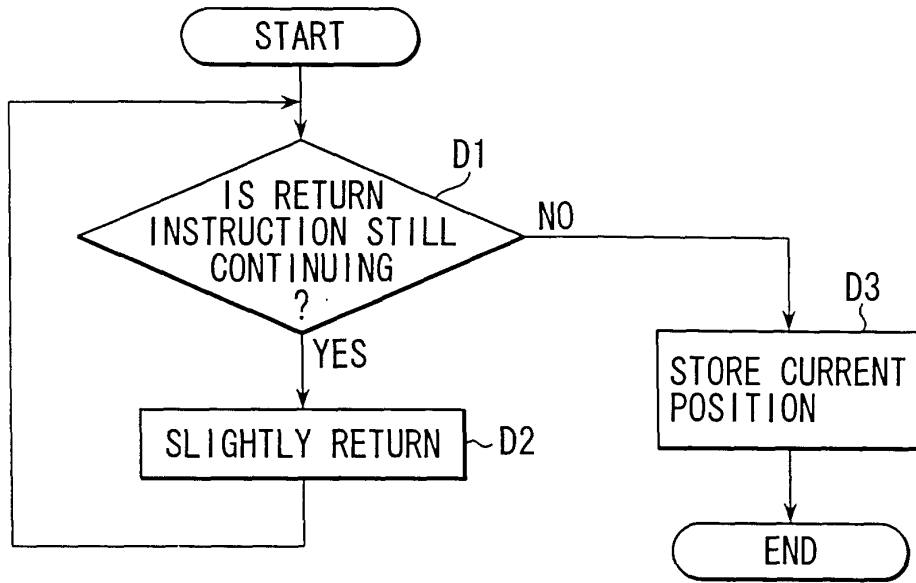 START
D1
IS RETURN
INSTRUCTION STILL
CONTINUING
?
NO
YES
SLIGHTLY RETURN
D2
D3
STORE CURRENT
POSITION
END